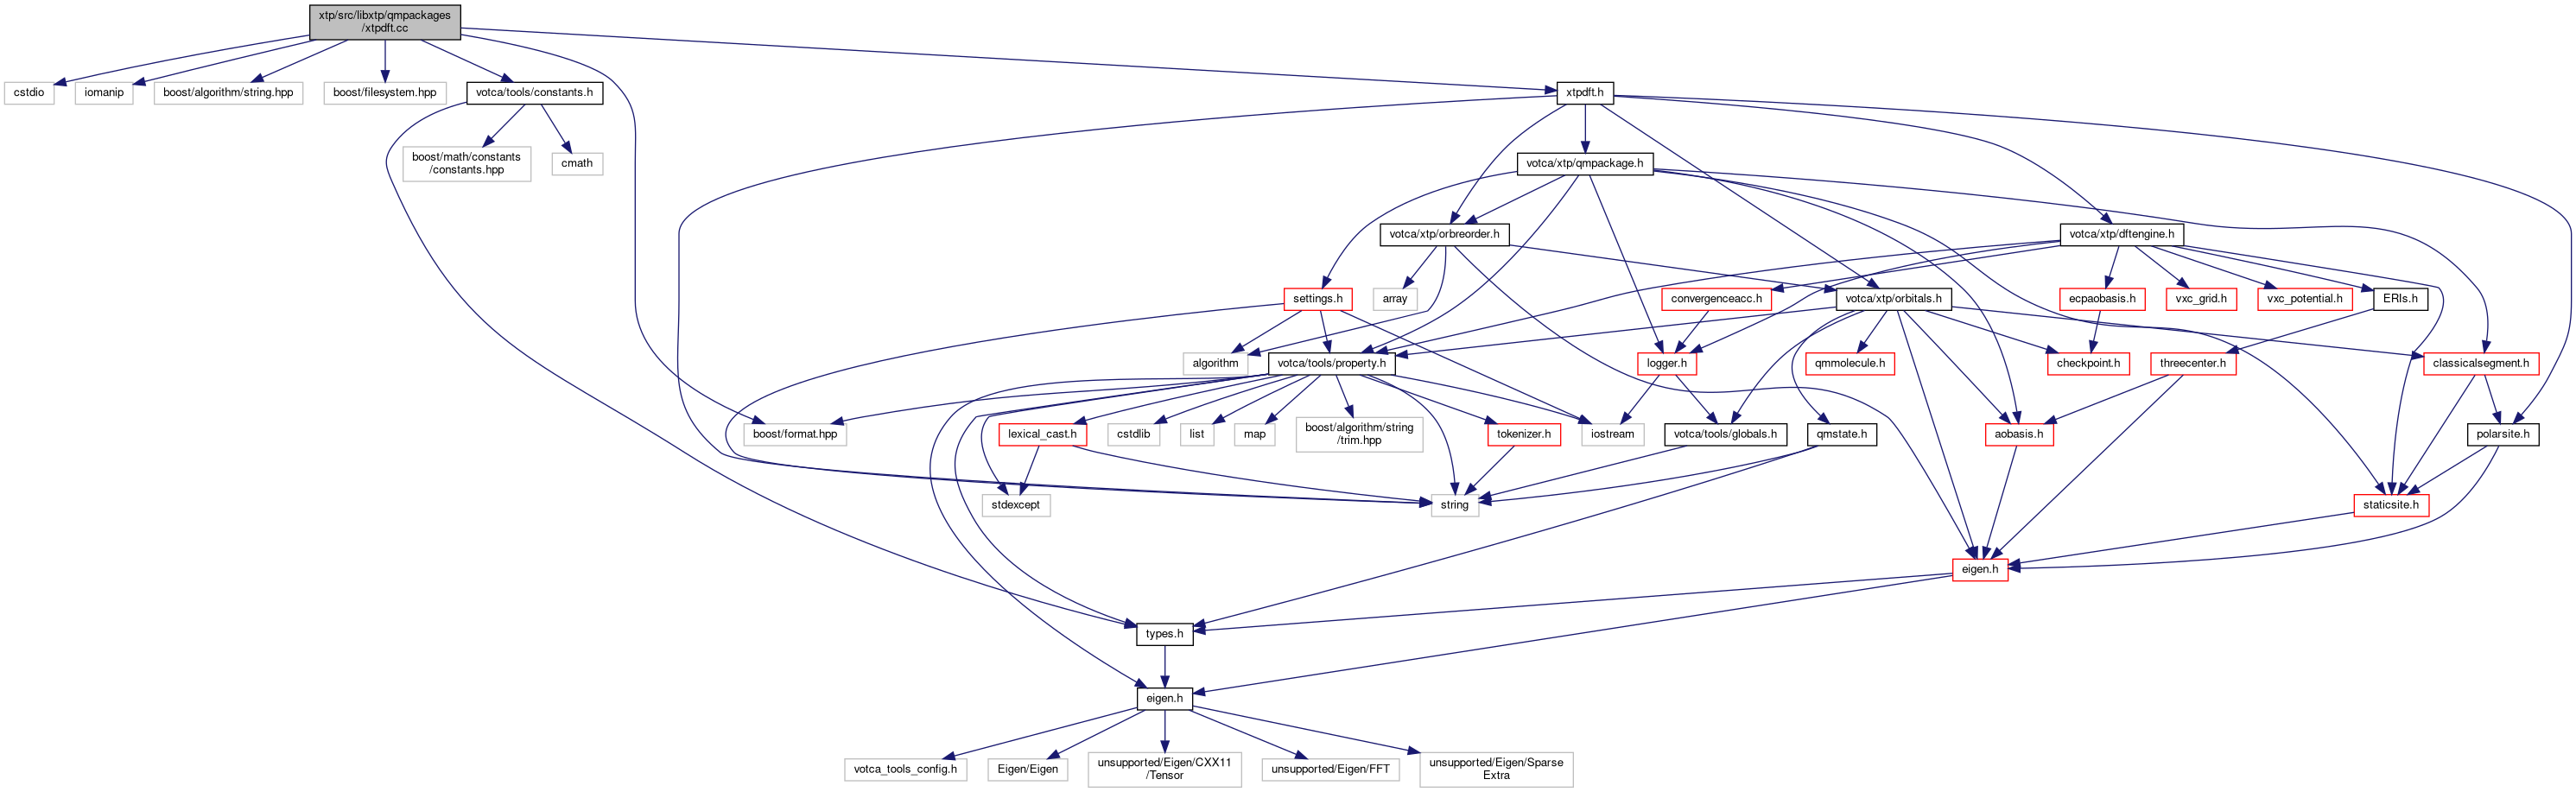 xtp/src/libxtp/qmpackages
/xtpdft.cc
cstdio
iomanip
boost/algorithm/string.hpp
boost/filesystem.hpp
votca/tools/constants.h
xtpdft.h
boost/math/constants
/constants.hpp
cmath
votca/xtp/qmpackage.h
votca/xtp/orbreorder.h
votca/xtp/dftengine.h
settings.h
array
convergenceacc.h
votca/xtp/orbitals.h
ecpaobasis.h
vxc_grid.h
vxc_potential.h
ERIs.h
algorithm
votca/tools/property.h
logger.h
qmmolecule.h
checkpoint.h
threecenter.h
classicalsegment.h
boost/format.hpp
lexical_cast.h
cstdlib
list
map
boost/algorithm/string
/trim.hpp
tokenizer.h
iostream
votca/tools/globals.h
qmstate.h
aobasis.h
polarsite.h
stdexcept
string
staticsite.h
eigen.h
types.h
eigen.h
votca_tools_config.h
Eigen/Eigen
unsupported/Eigen/CXX11
/Tensor
unsupported/Eigen/FFT
unsupported/Eigen/Sparse
Extra